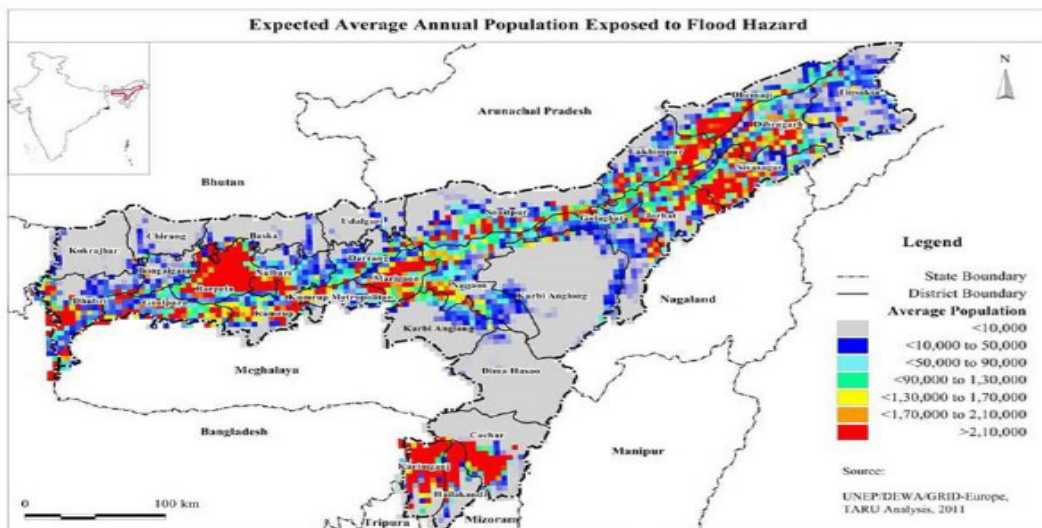 Expected Average Annual Population Exposed to Flood Hazard
N
Arunachal Pradesh
Dhemaji
Tinsukia
Dibrugarh
Lakhimpur
Sivasagar
Bhutan
Udalguri
Sonitpur
Golaghat
Jorhat
Kokrajhar
Chirang
Baksa
Darrang
Bongaigaon
Nalbari
Barpeta
Marigaon
Nagaon
Dhubri
Goalpara
Kamrup Metropolitan
Kamrup
Karbi Anglong
Karbi Anglong
Nagaland
Meghalaya
Dima Hasao
Bangladesh
Cachar
Manipur
Karimganj
Hailakandi
Tripura
Mizoram
0 100 km
Legend
State Boundary
District Boundary
Average Population
<10,000
<10,000 to 50,000
<50,000 to 90,000
<90,000 to 1,30,000
<1,30,000 to 1,70,000
<1,70,000 to 2,10,000
>2,10,000
Source:
UNEP/DEWA/GRID-Europe,
TARU Analysis, 2011